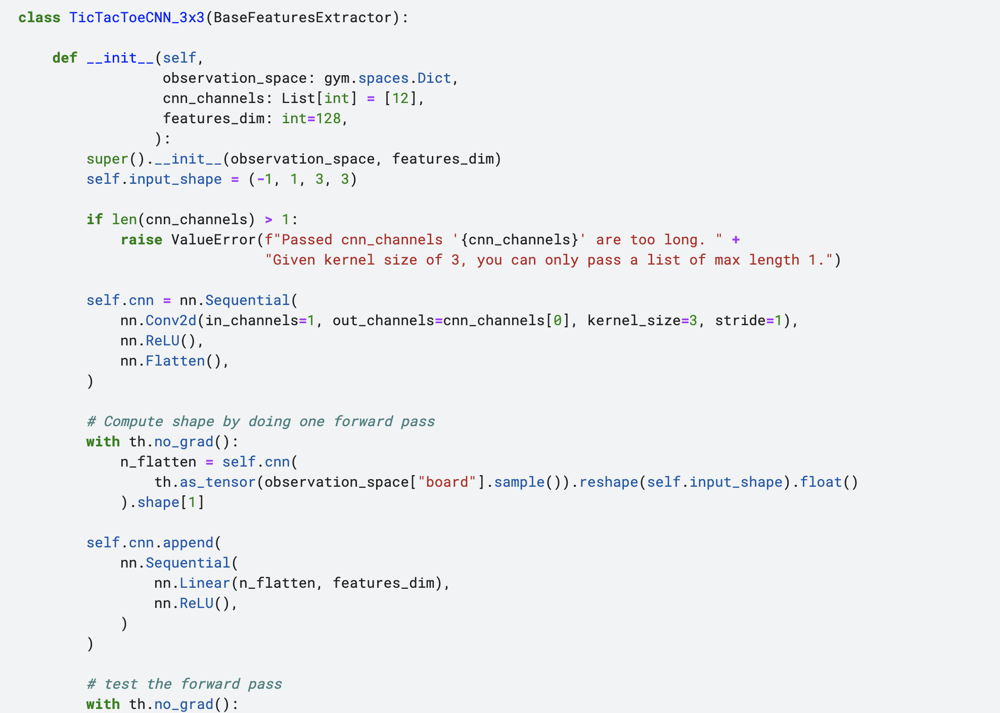 class TicTacToeCNN_3x3(BaseFeaturesExtractor):

    def __init__(self,
                 observation_space: gym.spaces.Dict,
                 cnn_channels: List[int] = [12],
                 features_dim: int=128,
                ):
        super().__init__(observation_space, features_dim)
        self.input_shape = (-1, 1, 3, 3)

        if len(cnn_channels) > 1:
            raise ValueError(f"Passed cnn_channels '{cnn_channels}' are too long. " +
                             "Given kernel size of 3, you can only pass a list of max length 1.")

        self.cnn = nn.Sequential(
            nn.Conv2d(in_channels=1, out_channels=cnn_channels[0], kernel_size=3, stride=1),
            nn.ReLU(),
            nn.Flatten(),
        )

        # Compute shape by doing one forward pass
        with th.no_grad():
            n_flatten = self.cnn(
                th.as_tensor(observation_space["board"].sample()).reshape(self.input_shape).float()
            ).shape[1]

        self.cnn.append(
            nn.Sequential(
                nn.Linear(n_flatten, features_dim),
                nn.ReLU(),
            )
        )

        # test the forward pass
        with th.no_grad():